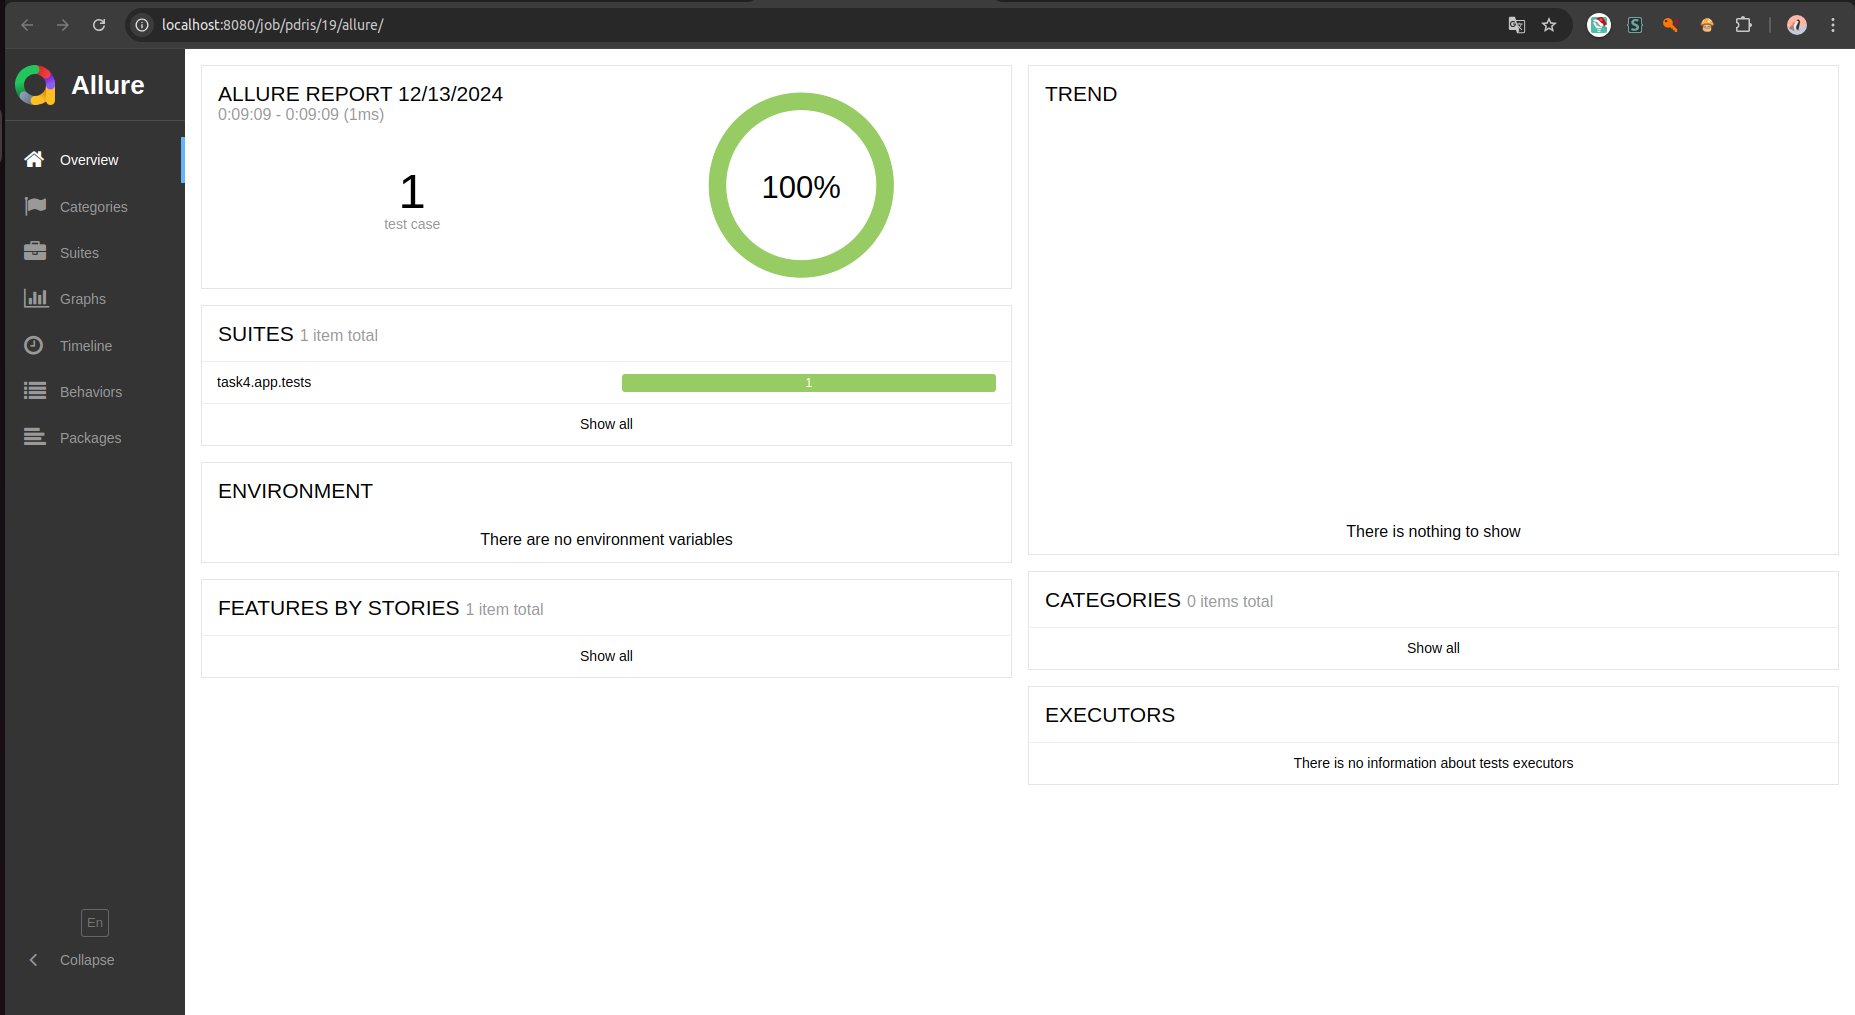 localhost:8080/job/pdris/19/allure/
Allure
Overview
Categories
Suites
Graphs
Timeline
Behaviors
Packages
En
Collapse
ALLURE REPORT 12/13/2024
0:09:09 - 0:09:09 (1ms)
1
test case
100%
SUITES 1 item total
task4.app.tests 1
Show all
ENVIRONMENT
There are no environment variables
FEATURES BY STORIES 1 item total
Show all
TREND
There is nothing to show
CATEGORIES 0 items total
Show all
EXECUTORS
There is no information about tests executors